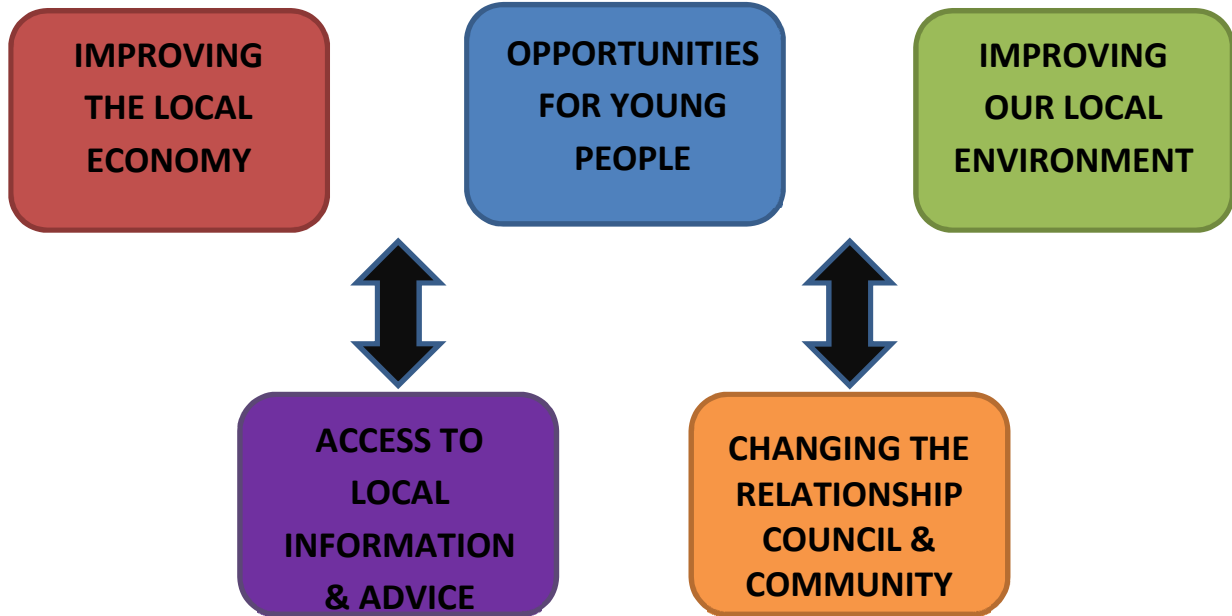 IMPROVING
THE LOCAL
ECONOMY
OPPORTUNITIES
FOR YOUNG
PEOPLE
IMPROVING
OUR LOCAL
ENVIRONMENT
ACCESS TO
LOCAL
INFORMATION
& ADVICE
CHANGING THE
RELATIONSHIP
COUNCIL &
COMMUNITY